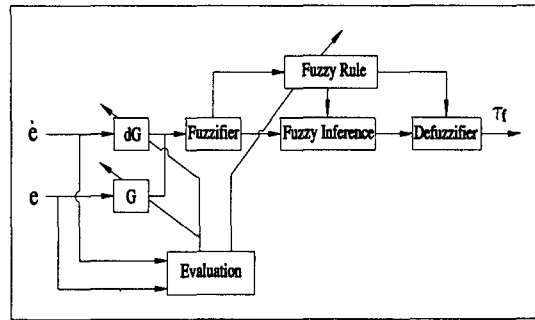 Fuzzy Rule
τf
ė
dG
Fuzzifier
Fuzzy Inference
Defuzzifier
e
G
Evaluation